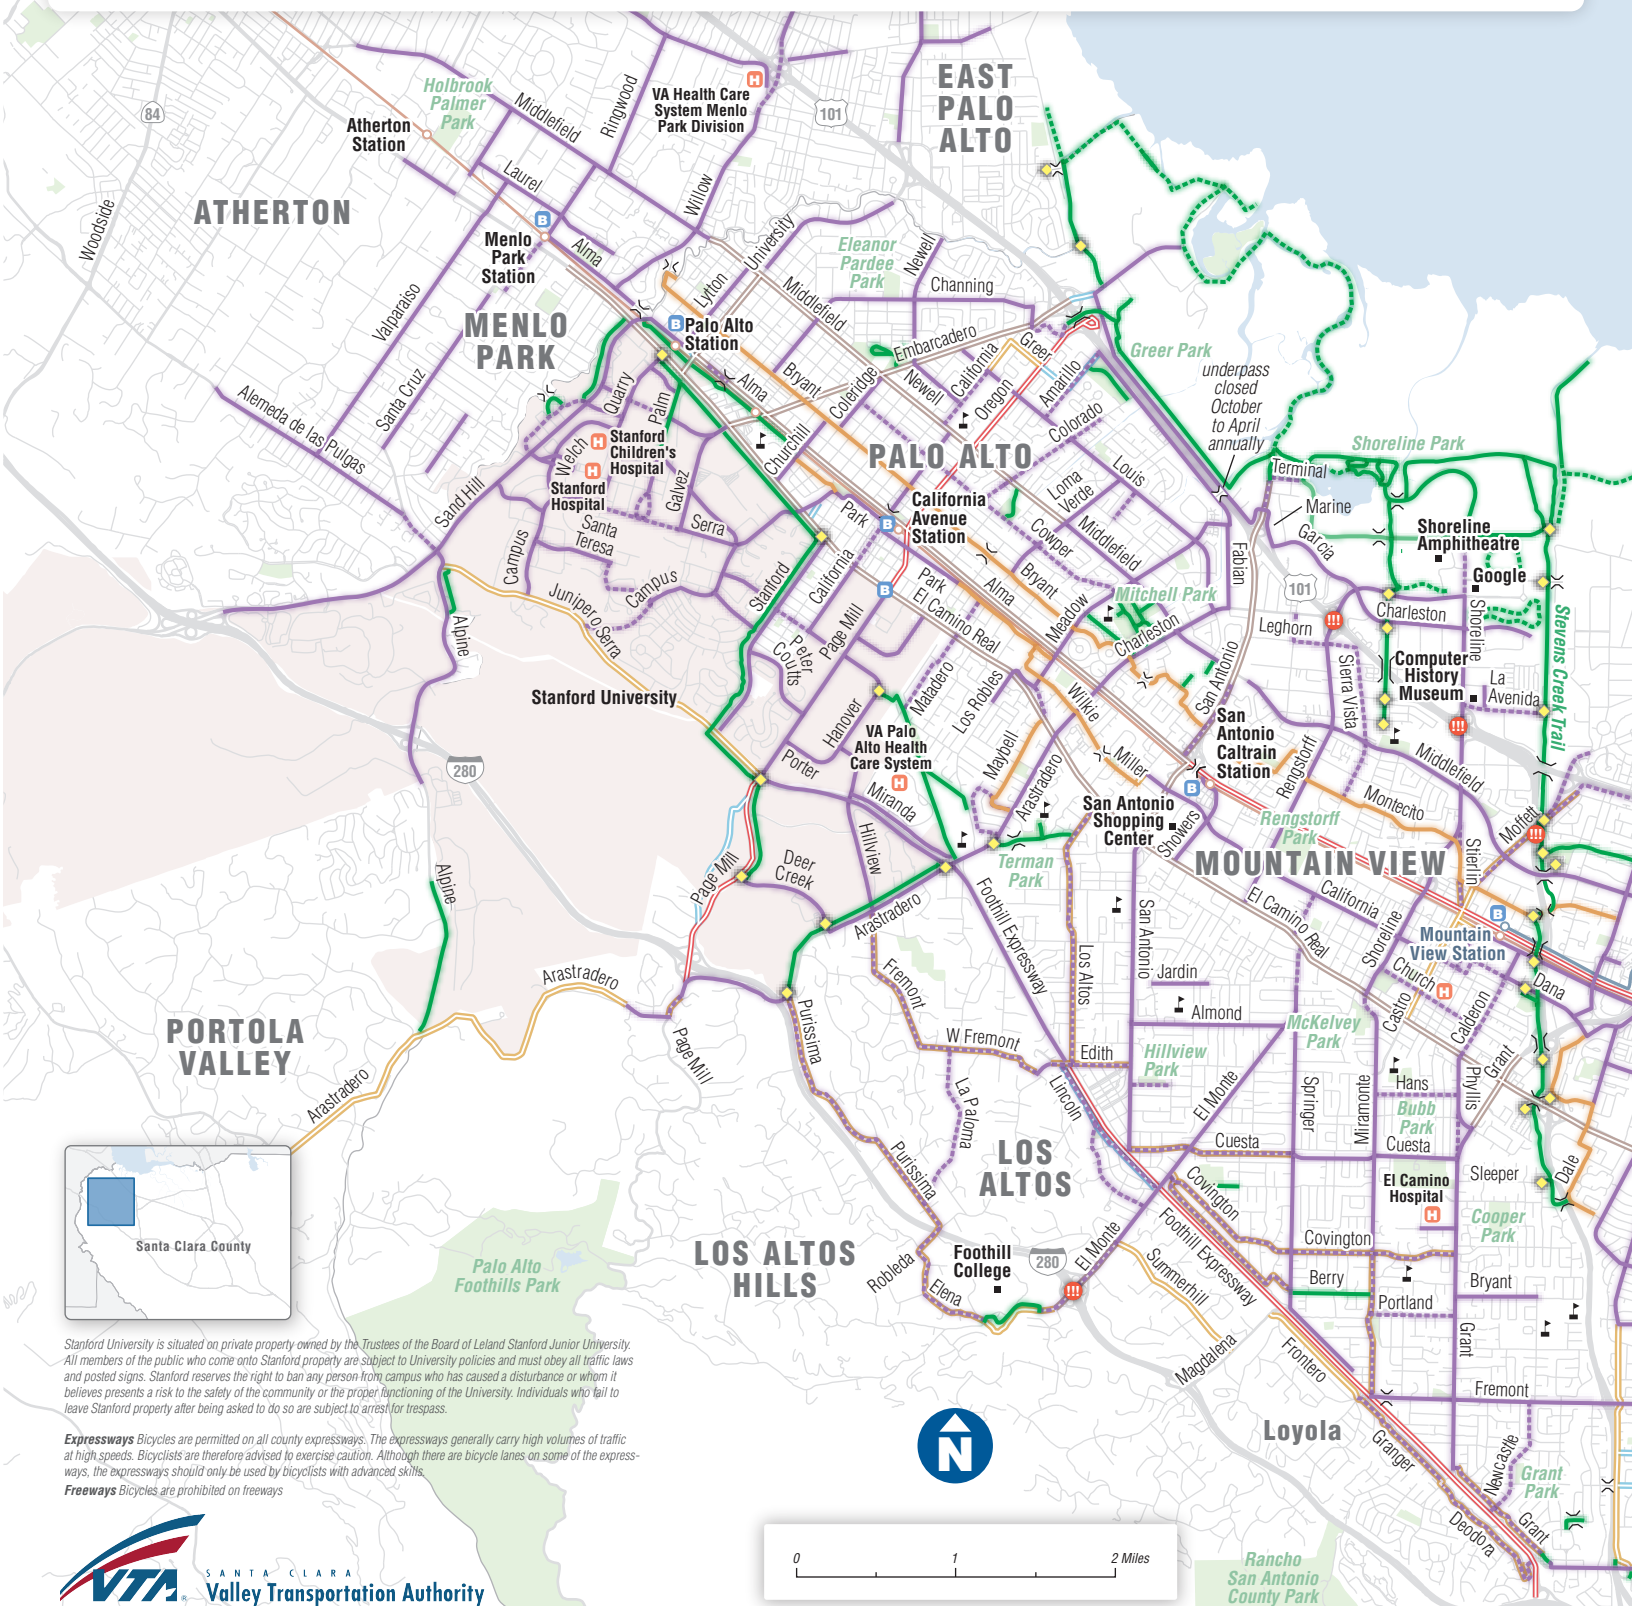 EAST
PALO
ALTO
Holbrook
Palmer
Park
Middlefield
Ringwood
VA Health Care
System Menlo
Park Division
H
101
84
Atherton
Station
Laurel
Willow
ATHERTON
Woodside
B
Menlo
Park
Station
Alma
University
Lytton
Eleanor
Pardee
Park
Newell
Channing
Middlefield
Valparaiso
MENLO
PARK
B
Palo Alto
Station
Embarcadero
Greer
Greer Park
California
Amarillo
Oregon
Newell
Coleridge
Bryant
Alma
Santa Cruz
Quarry
Palm
Colorado
underpass
closed
October
to April
annually
Alemeda de las Pulgas
Welch
H
Stanford
Children's
Hospital
H
Stanford
Hospital
Churchill
PALO ALTO
Shoreline Park
Terminal
Marine
Garcia
Sand Hill
Galvez
Serra
Santa
Teresa
Campus
Campus
Park
B
California
Avenue
Station
Loma
Verde
Louis
Cowper
Middlefield
Fabian
Shoreline
Amphitheatre
Google
101
Stanford
California
B
Park
El Camino Real
Alma
Bryant
Meadow
Mitchell Park
Charleston
Leghorn
!!!
Charleston
Shoreline
Stevens Creek Trail
Junipero Serra
Alpine
Page Mill
Peter
Coutts
Matadero
Los Robles
San Antonio
Sierra Vista
Computer
History
Museum
La
Avenida
Stanford University
Hanover
VA Palo
Alto Health
Care System
H
Wilkie
San
Antonio
Caltrain
Station
B
!!!
280
Porter
Miranda
Maybell
Arastradero
Miller
Rengstorff
Middlefield
San Antonio
Shopping
Center
Showers
Rengstorff
Park
Montecito
Moffett
!!!
Stierlin
MOUNTAIN VIEW
Hillview
Deer
Creek
Page Mill
Terman
Park
Alpine
Arastradero
Foothill Expressway
El Camino Real
California
Shoreline
B
Mountain
View Station
San Antonio
Los Altos
Fremont
Jardin
Church
H
Castro
Calderon
Dana
Arastradero
Almond
McKelvey
Park
PORTOLA
VALLEY
Purissima
Page Mill
W Fremont
Edith
Hillview
Park
Grant
Hans
Phyllis
Arastradero
La Paloma
Lincoln
El Monte
Springer
Miramonte
Bubb
Park
Cuesta
Cuesta
LOS
ALTOS
Purissima
Covington
El Camino
Hospital
H
Sleeper
Dale
Cooper
Park
Santa Clara County
Palo Alto
Foothills Park
LOS ALTOS
HILLS
Robleda
Elena
Foothill
College
280
El Monte
!!!
Summerhill
Foothill Expressway
Covington
Berry
Portland
Bryant
Grant
Magdalena
Frontero
Fremont
Stanford University is situated on private property owned by the Trustees of the Board of Leland Stanford Junior University.
All members of the public who come onto Stanford property are subject to University policies and must obey all traffic laws
and posted signs. Stanford reserves the right to ban any person from campus who has caused a disturbance or whom it
believes presents a risk to the safety of the community or the proper functioning of the University. Individuals who fail to
leave Stanford property after being asked to do so are subject to arrest for trespass.
Expressways Bicycles are permitted on all county expressways. The expressways generally carry high volumes of traffic
at high speeds. Bicyclists are therefore advised to exercise caution. Although there are bicycle lanes on some of the express-
ways, the expressways should only be used by bicyclists with advanced skills.
Freeways Bicycles are prohibited on freeways
N
Loyola
Granger
Newcastle
Grant
Park
Grant
Deodora
Rancho
San Antonio
County Park
0 1 2 Miles
VTA
SANTA CLARA
Valley Transportation Authority